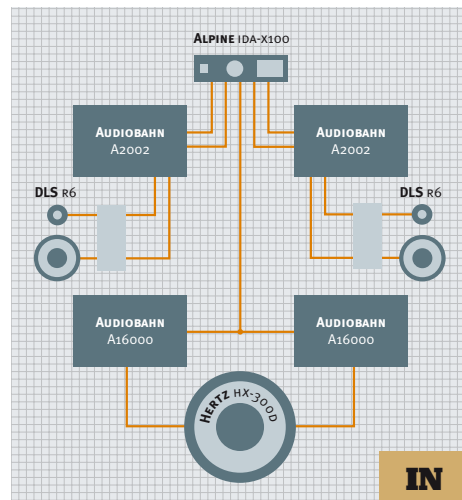 ALPINE IDA-X100
AUDIOBAHN
A2002
AUDIOBAHN
A2002
DLS R6
DLS R6
AUDIOBAHN
A16000
AUDIOBAHN
A16000
HERTZ HX-300D
IN